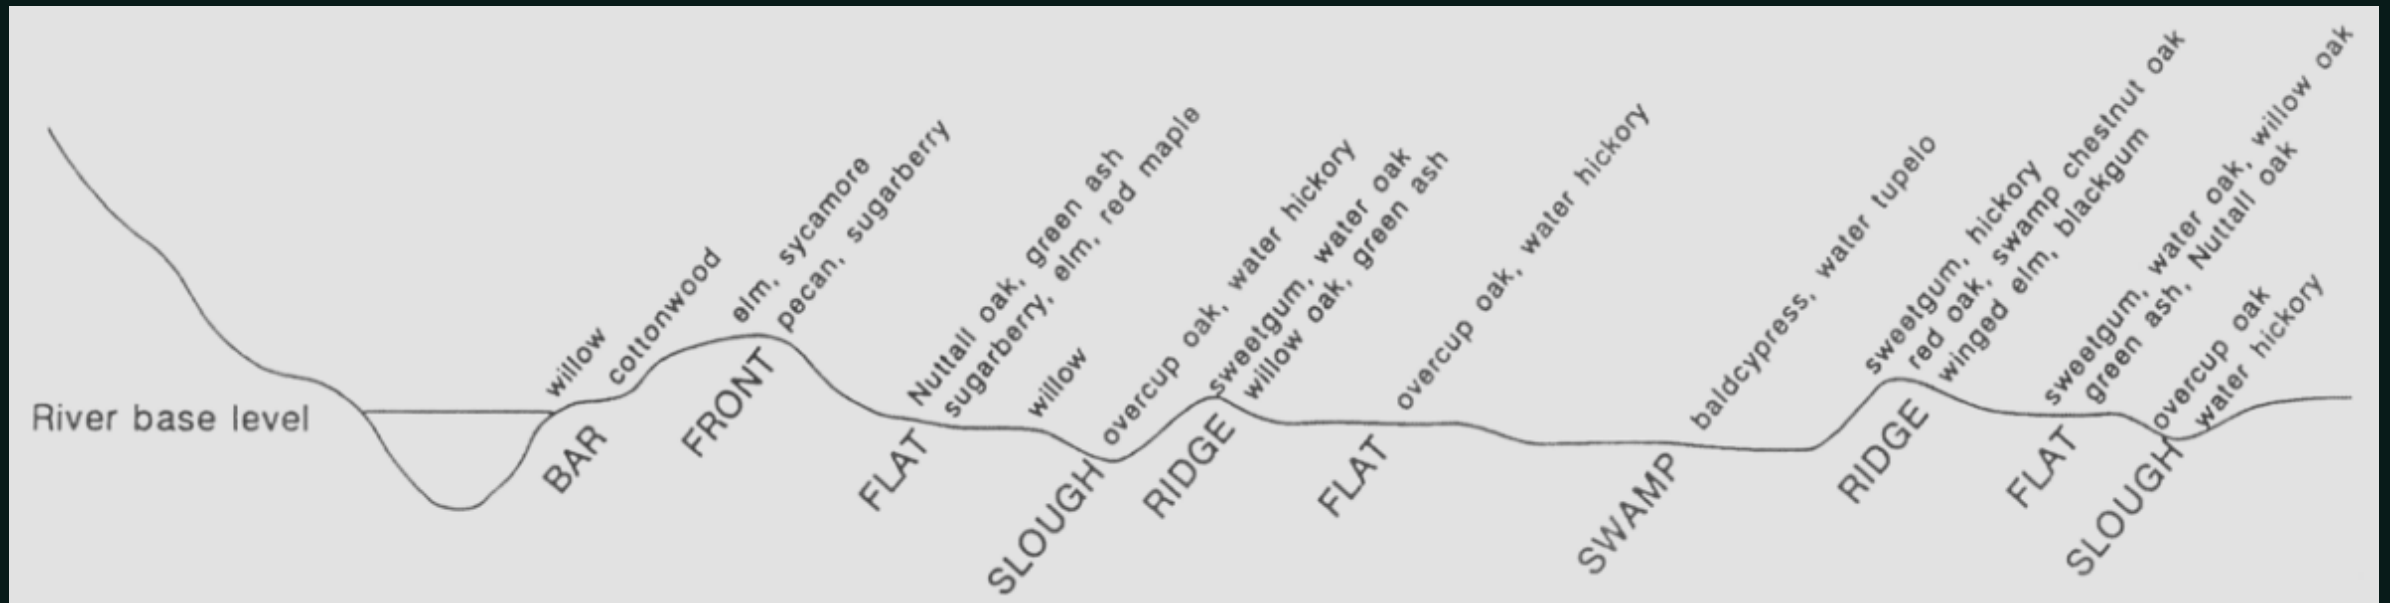 willow
cottonwood
elm, sycamore
pecan, sugarberry
Nuttall oak, green ash
sugarberry, elm, red maple
willow
overcup oak, water hickory
sweetgum, water oak
willow oak, green ash
overcup oak, water hickory
baldcypress, water tupelo
sweetgum, hickory
red oak, swamp chestnut oak
winged elm, blackgum
sweetgum, water oak, willow oak
green ash, Nuttall oak
overcup oak
water hickory
River base level
BAR
FRONT
FLAT
SLOUGH
RIDGE
FLAT
SWAMP
RIDGE
FLAT
SLOUGH